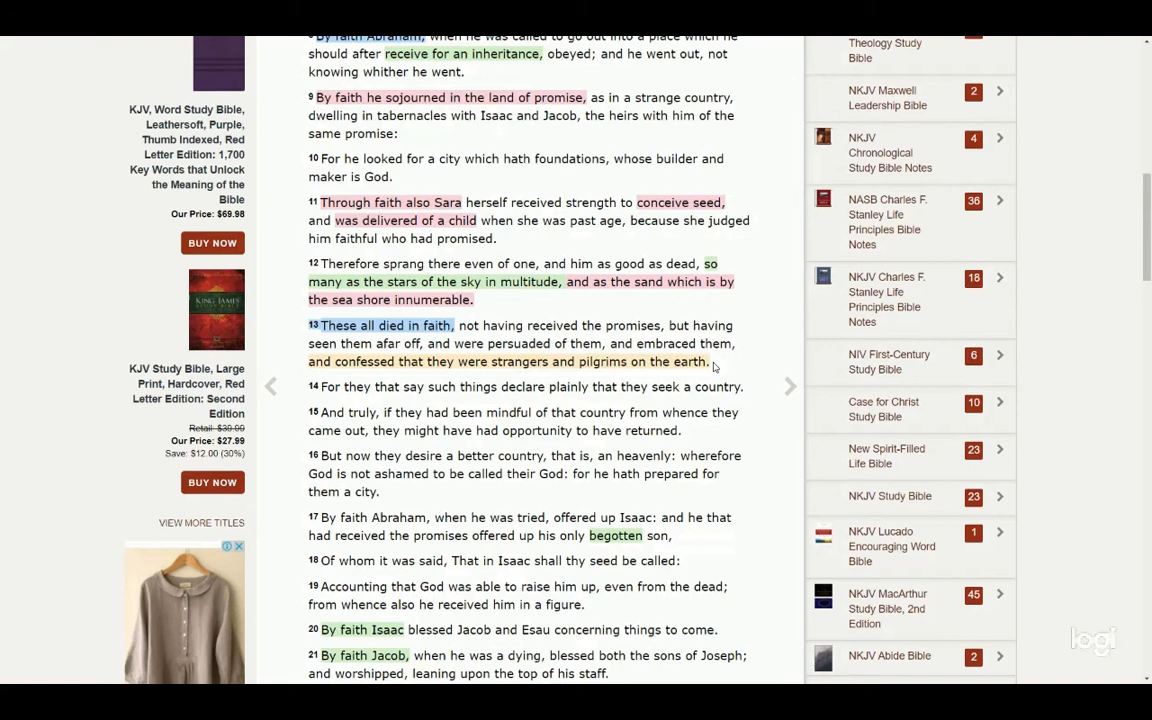 KJV, Word Study Bible,
Leathersoft, Purple,
Thumb Indexed, Red
Letter Edition: 1,700
Key Words that Unlock
the Meaning of the
Bible
Our Price: $69.98
BUY NOW
KING JAMES
KJV Study Bible, Large
Print, Hardcover, Red
Letter Edition: Second
Edition
Retail: $39.99
Our Price: $27.99
Save: $12.00 (30%)
BUY NOW
VIEW MORE TITLES
By faith Abraham, when he was called to go out into a place which he
should after receive for an inheritance, obeyed; and he went out, not
knowing whither he went.
9 By faith he sojourned in the land of promise, as in a strange country,
dwelling in tabernacles with Isaac and Jacob, the heirs with him of the
same promise:
10 For he looked for a city which hath foundations, whose builder and
maker is God.
11 Through faith also Sara herself received strength to conceive seed,
and was delivered of a child when she was past age, because she judged
him faithful who had promised.
12 Therefore sprang there even of one, and him as good as dead, so
many as the stars of the sky in multitude, and as the sand which is by
the sea shore innumerable.
13 These all died in faith, not having received the promises, but having
seen them afar off, and were persuaded of them, and embraced them,
and confessed that they were strangers and pilgrims on the earth.
14 For they that say such things declare plainly that they seek a country.
15 And truly, if they had been mindful of that country from whence they
came out, they might have had opportunity to have returned.
16 But now they desire a better country, that is, an heavenly: wherefore
God is not ashamed to be called their God: for he hath prepared for
them a city.
17 By faith Abraham, when he was tried, offered up Isaac: and he that
had received the promises offered up his only begotten son,
18 Of whom it was said, That in Isaac shall thy seed be called:
19 Accounting that God was able to raise him up, even from the dead;
from whence also he received him in a figure.
20 By faith Isaac blessed Jacob and Esau concerning things to come.
21 By faith Jacob, when he was a dying, blessed both the sons of Joseph;
and worshipped, leaning upon the top of his staff.
Theology Study
Bible
NKJV Maxwell
Leadership Bible
2
NKJV
Chronological
Study Bible Notes
4
NASB Charles F.
Stanley Life
Principles Bible
Notes
36
NKJV Charles F.
Stanley Life
Principles Bible
Notes
18
NIV First-Century
Study Bible
6
Case for Christ
Study Bible
10
New Spirit-Filled
Life Bible
23
NKJV Study Bible
23
NKJV Lucado
Encouraging Word
Bible
1
NKJV MacArthur
Study Bible, 2nd
Edition
45
NKJV Abide Bible
2
logi